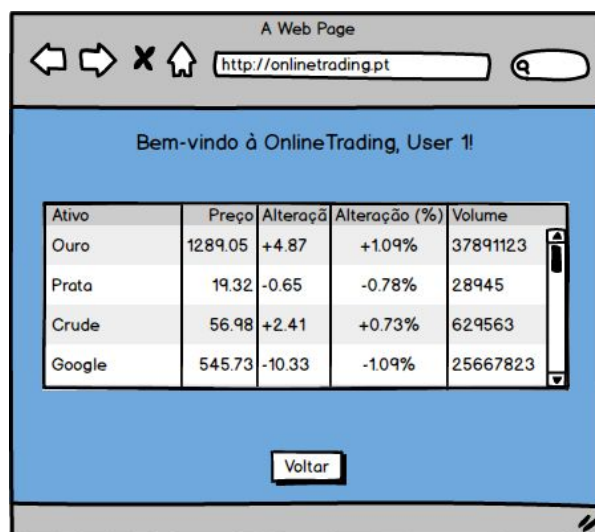 A Web Page
http://onlinetrading.pt
Bem-vindo à OnlineTrading, User 1!
Ativo Preço Alteraçã Alteração (%) Volume
Ouro 1289.05 +4.87 +1.09% 37891123
Prata 19.32 -0.65 -0.78% 28945
Crude 56.98 +2.41 +0.73% 629563
Google 545.73 -10.33 -1.09% 25667823
Voltar